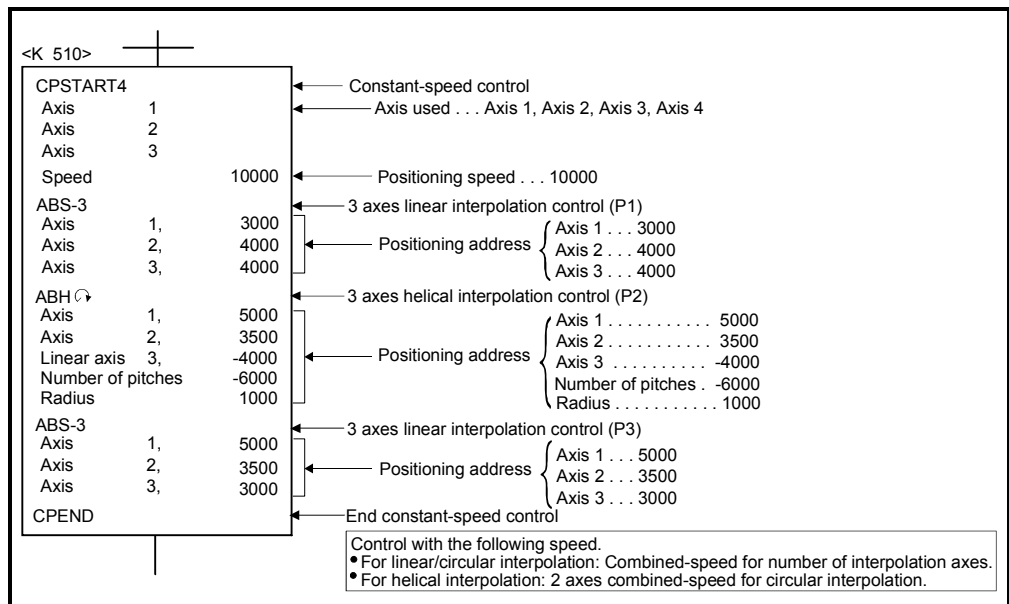 <K 510>
CPSTART4
Axis 1
Axis 2
Axis 3
Speed 10000
ABS-3
Axis 1, 3000
Axis 2, 4000
Axis 3, 4000
ABH
Axis 1, 5000
Axis 2, 3500
Linear axis 3, -4000
Number of pitches -6000
Radius 1000
ABS-3
Axis 1, 5000
Axis 2, 3500
Axis 3, 3000
CPEND
Constant-speed control
Axis used . . . Axis 1, Axis 2, Axis 3, Axis 4
Positioning speed . . . 10000
3 axes linear interpolation control (P1)
Positioning address
Axis 1 . . . 3000
Axis 2 . . . 4000
Axis 3 . . . 4000
3 axes helical interpolation control (P2)
Positioning address
Axis 1 . . . . . . . . . . . 5000
Axis 2 . . . . . . . . . . . 3500
Axis 3 . . . . . . . . . . -4000
Number of pitches . -6000
Radius . . . . . . . . . . . 1000
3 axes linear interpolation control (P3)
Positioning address
Axis 1 . . . 5000
Axis 2 . . . 3500
Axis 3 . . . 3000
End constant-speed control
Control with the following speed.
• For linear/circular interpolation: Combined-speed for number of interpolation axes.
• For helical interpolation: 2 axes combined-speed for circular interpolation.